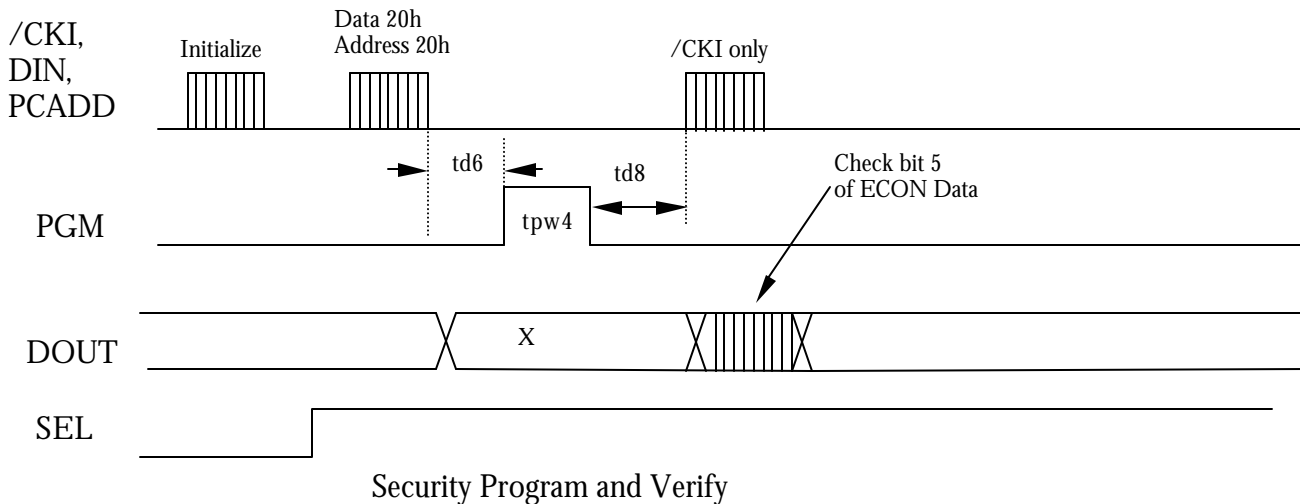 /CKI,
DIN,
PCADD
Initialize
Data 20h
Address 20h
/CKI only
td6
td8
Check bit 5
of ECON Data
PGM
tpw4
DOUT
X
SEL
Security Program and Verify